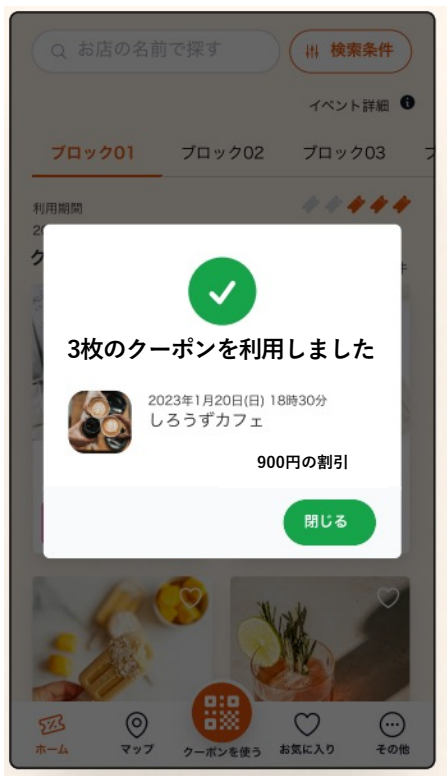 お店の名前で探す
検索条件
イベント詳細
ブロック01 ブロック02 ブロック03
利用期間
3枚のクーポンを利用しました
2023年1月20日(日) 18時30分
しろうずカフェ
900円の割引
閉じる
ホーム マップ クーポンを使う お気に入り その他